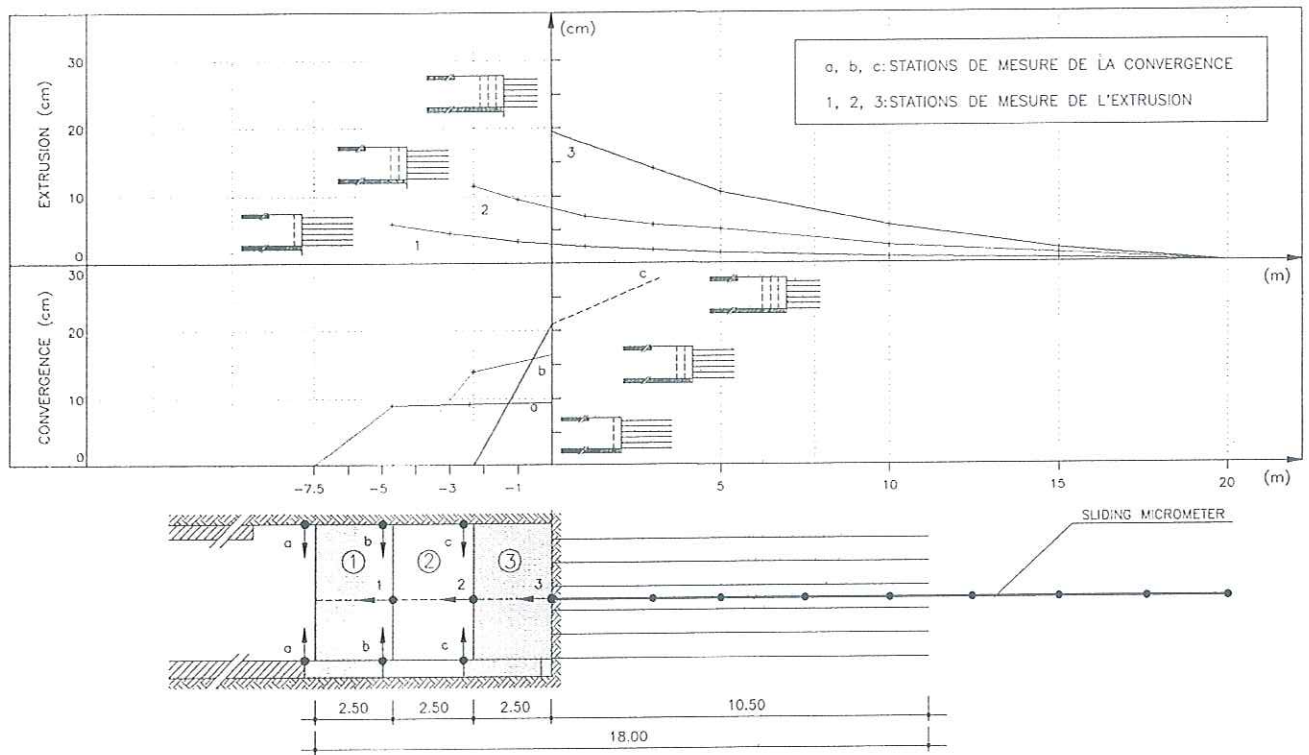 (cm)
EXTRUSION (cm)
30
20
10
0
a, b, c: STATIONS DE MESURE DE LA CONVERGENCE
1, 2, 3: STATIONS DE MESURE DE L'EXTRUSION
3
2
1
(m)
CONVERGENCE (cm)
30
20
10
0
c
b
a
-7.5
-5
-3
-1
5
10
15
20
(m)
SLIDING MICROMETER
a
b
c
1
2
3
1
2
3
a
b
c
2.50
2.50
2.50
10.50
18.00